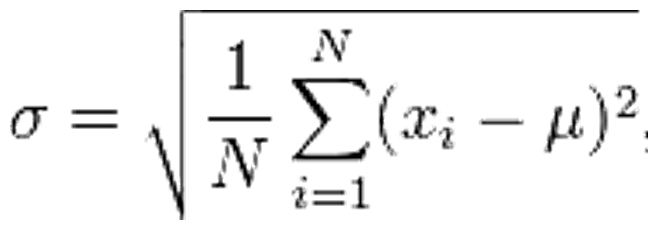 σ = √(1/N ∑_{i=1}^{N} (x_i − μ)²),